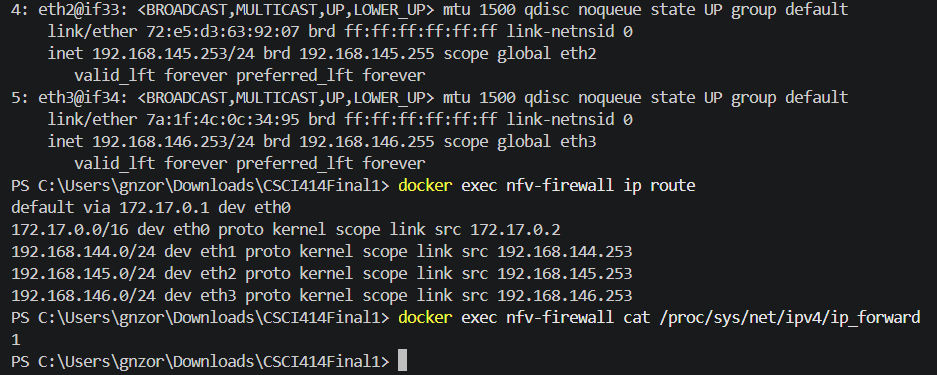 4: eth2@if33: <BROADCAST,MULTICAST,UP,LOWER_UP> mtu 1500 qdisc noqueue state UP group default
    link/ether 72:e5:d3:63:92:07 brd ff:ff:ff:ff:ff:ff link-netnsid 0
    inet 192.168.145.253/24 brd 192.168.145.255 scope global eth2
       valid_lft forever preferred_lft forever
5: eth3@if34: <BROADCAST,MULTICAST,UP,LOWER_UP> mtu 1500 qdisc noqueue state UP group default
    link/ether 7a:1f:4c:0c:34:95 brd ff:ff:ff:ff:ff:ff link-netnsid 0
    inet 192.168.146.253/24 brd 192.168.146.255 scope global eth3
       valid_lft forever preferred_lft forever
PS C:\Users\gnzor\Downloads\CSCI414Final1> docker exec nfv-firewall ip route
default via 172.17.0.1 dev eth0
172.17.0.0/16 dev eth0 proto kernel scope link src 172.17.0.2
192.168.144.0/24 dev eth1 proto kernel scope link src 192.168.144.253
192.168.145.0/24 dev eth2 proto kernel scope link src 192.168.145.253
192.168.146.0/24 dev eth3 proto kernel scope link src 192.168.146.253
PS C:\Users\gnzor\Downloads\CSCI414Final1> docker exec nfv-firewall cat /proc/sys/net/ipv4/ip_forward
1
PS C:\Users\gnzor\Downloads\CSCI414Final1>